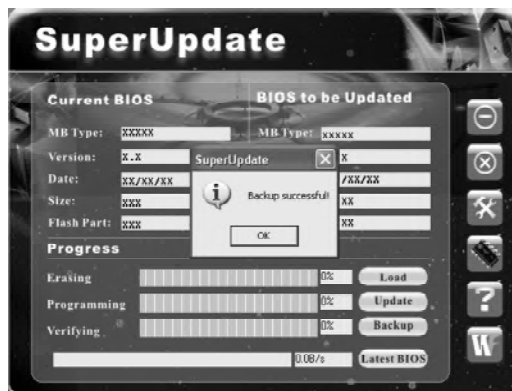 SuperUpdate
Current BIOS
BIOS to be Updated
MB Type: XXXXX
MB Type: xxxxx
Version: X.X
X
Date: XX/XX/XX
/XX/XX
Size: XXX
XX
Flash Part: XXX
XX
SuperUpdate
Backup successful!
OK
Progress
Erasing 0% Load
Programming 0% Update
Verifying 0% Backup
0.0B/s Latest BIOS